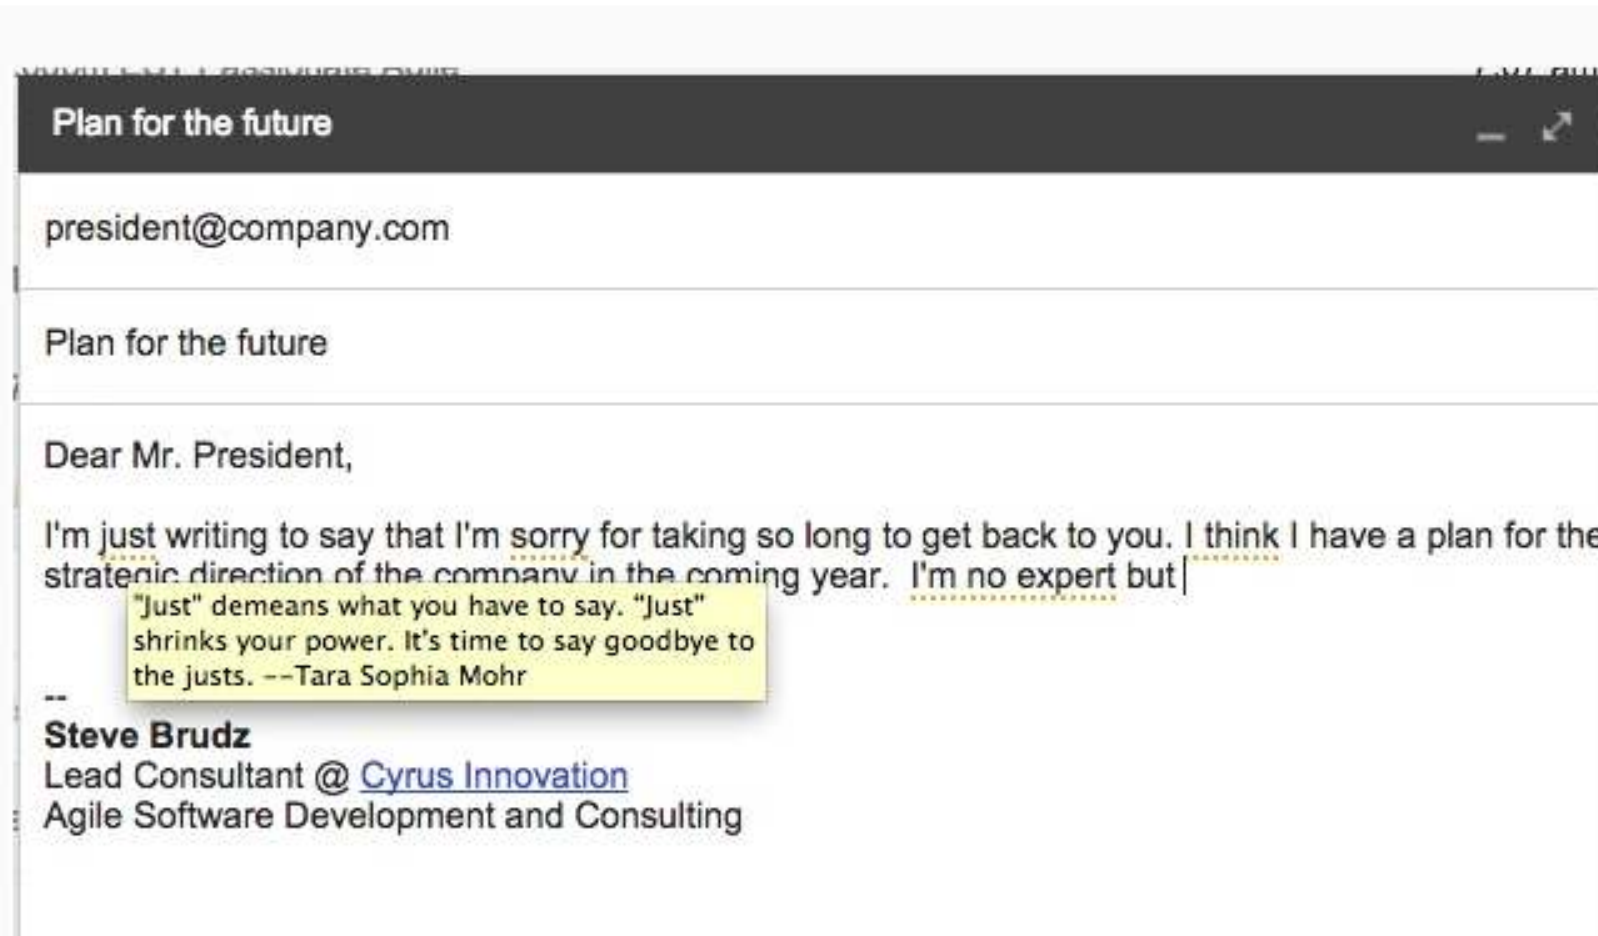 Plan for the future
president@company.com
Plan for the future
Dear Mr. President,
I'm just writing to say that I'm sorry for taking so long to get back to you. I think I have a plan for the
strategic direction of the company in the coming year.  I'm no expert but
"Just" demeans what you have to say. “Just”
shrinks your power. It's time to say goodbye to
the justs. --Tara Sophia Mohr
--
Steve Brudz
Lead Consultant @ Cyrus Innovation
Agile Software Development and Consulting